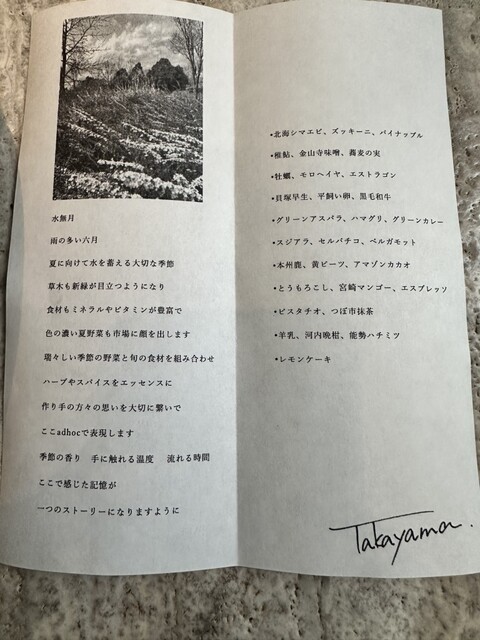 水無月
雨の多い六月
夏に向けて水を蓄える大切な季節
草木も新緑が目立つようになり
食材もミネラルやビタミンが豊富で
色の濃い夏野菜も市場に顔を出します
瑞々しい季節の野菜と旬の食材を組み合わせ
ハーブやスパイスをエッセンスに
作り手の方々の思いを大切に繋いで
ここadhocで表現します
季節の香り　手に触れる温度　流れる時間
ここで感じた記憶が
一つのストーリーになりますように
•北海シマエビ、ズッキーニ、パイナップル
•稚鮎、金山寺味噌、蕎麦の実
•牡蠣、モロヘイヤ、エストラゴン
•貝塚早生、平飼い卵、黒毛和牛
•グリーンアスパラ、ハマグリ、グリーンカレー
•スジアラ、セルバチコ、ベルガモット
•本州鹿、黄ビーツ、アマゾンカカオ
•とうもろこし、宮崎マンゴー、エスプレッソ
•ピスタチオ、つぼ市抹茶
•羊乳、河内晩柑、能勢ハチミツ
•レモンケーキ
Takayama.